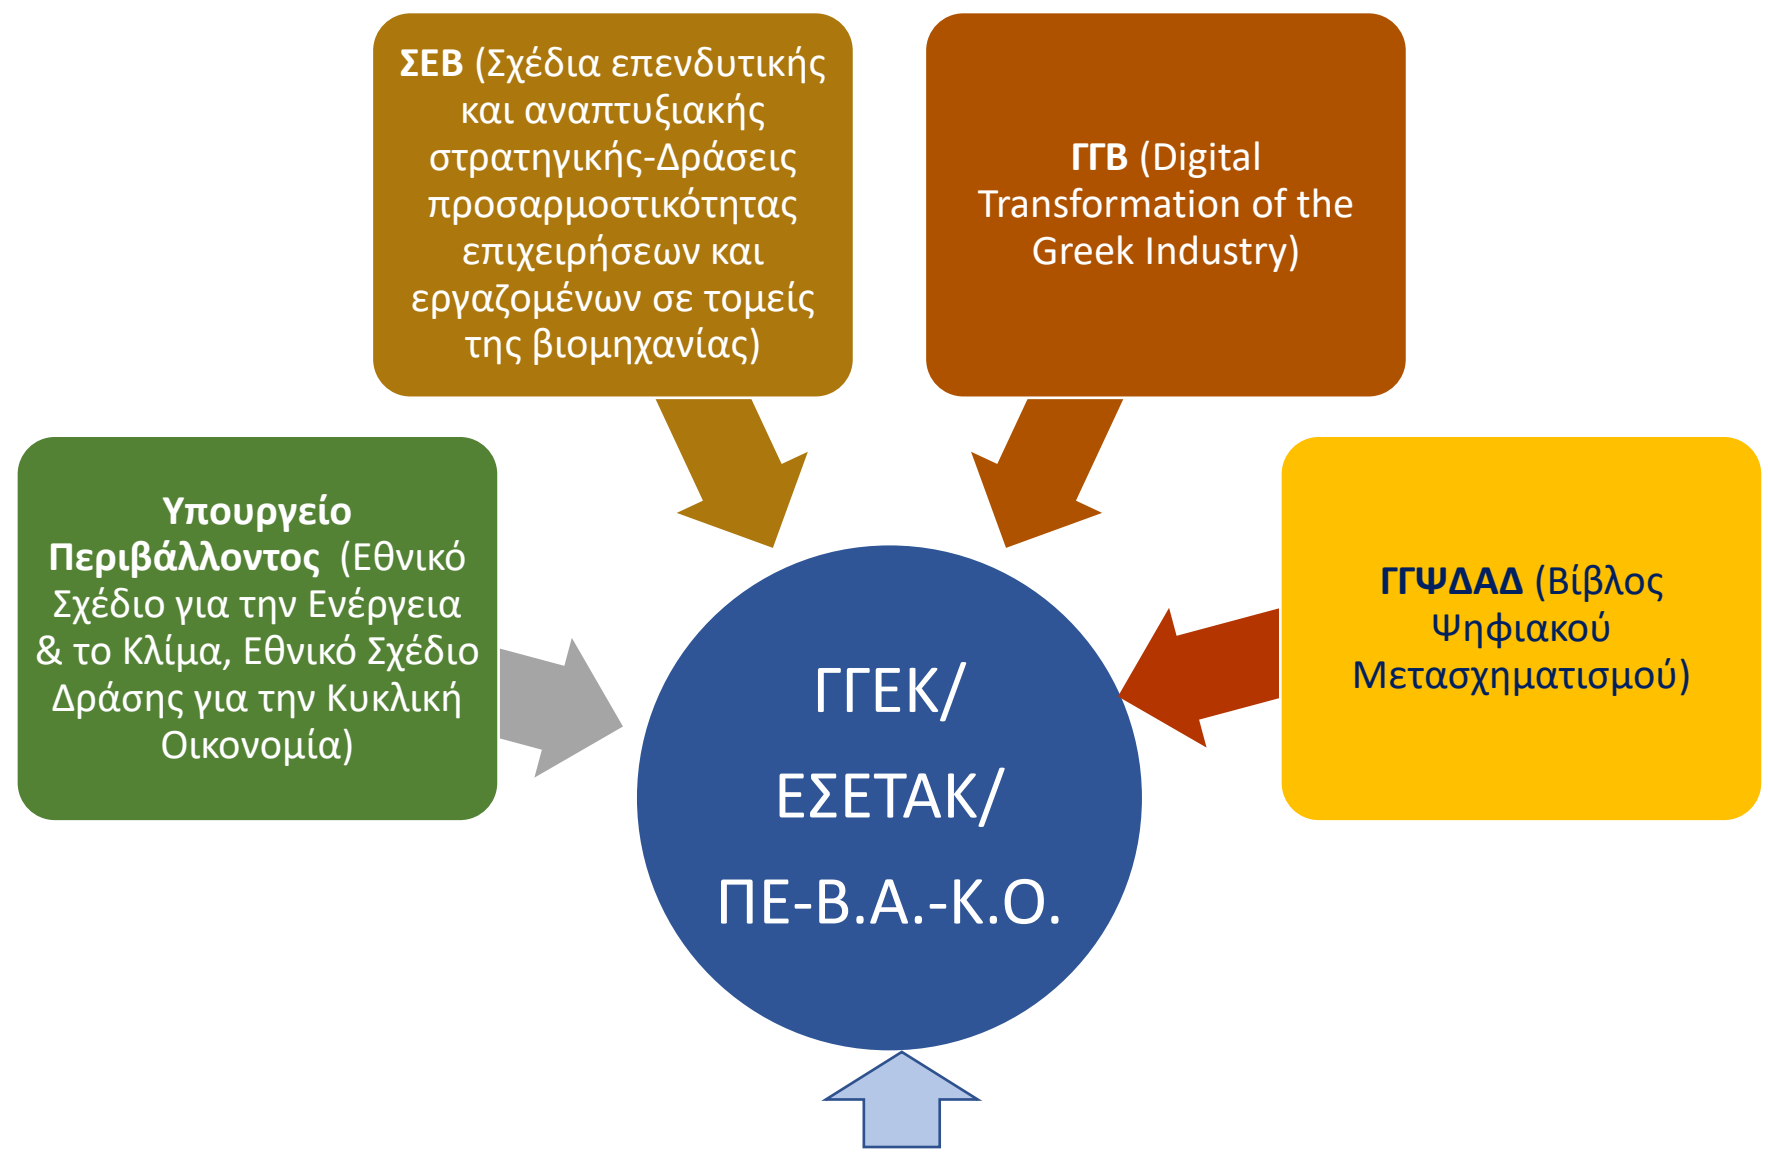 ΣΕΒ (Σχέδια επενδυτικής
και αναπτυξιακής
στρατηγικής-Δράσεις
προσαρμοστικότητας
επιχειρήσεων και
εργαζομένων σε τομείς
της βιομηχανίας)
ΓΓΒ (Digital
Transformation of the
Greek Industry)
Υπουργείο
Περιβάλλοντος (Εθνικό
Σχέδιο για την Ενέργεια
& το Κλίμα, Εθνικό Σχέδιο
Δράσης για την Κυκλική
Οικονομία)
ΓΓΨΔΑΔ (Βίβλος
Ψηφιακού
Μετασχηματισμού)
ΓΓΕΚ/
ΕΣΕΤΑΚ/
ΠΕ-Β.Α.-Κ.Ο.